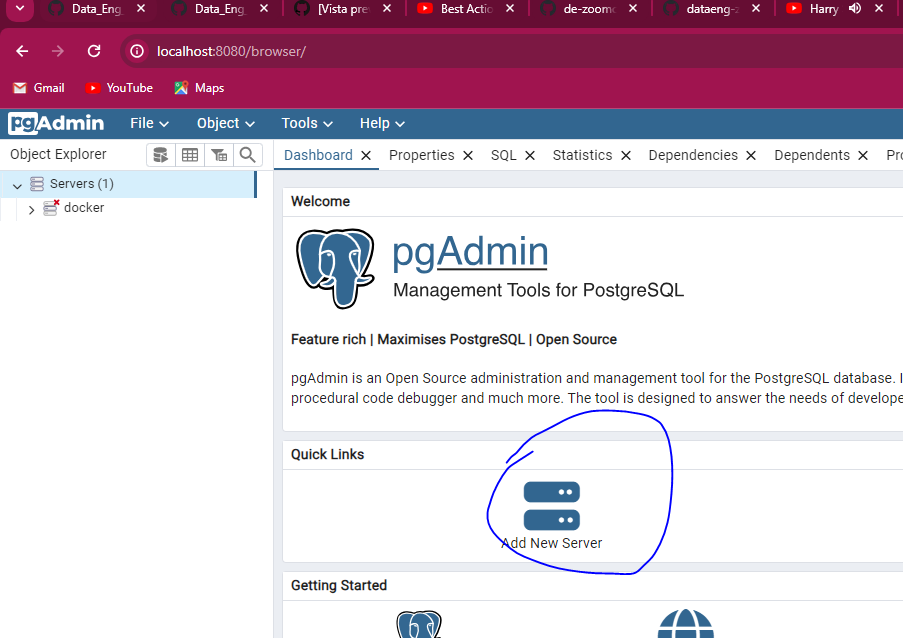 Data_Eng_ Data_Eng_ [Vista pre Best Actio de-zoomc dataeng-z Harry
localhost:8080/browser/
Gmail YouTube Maps
pgAdmin File Object Tools Help
Object Explorer Dashboard Properties SQL Statistics Dependencies Dependents Pro
Servers (1)
docker
Welcome
pgAdmin
Management Tools for PostgreSQL
Feature rich | Maximises PostgreSQL | Open Source
pgAdmin is an Open Source administration and management tool for the PostgreSQL database.
procedural code debugger and much more. The tool is designed to answer the needs of develope
Quick Links
Add New Server
Getting Started